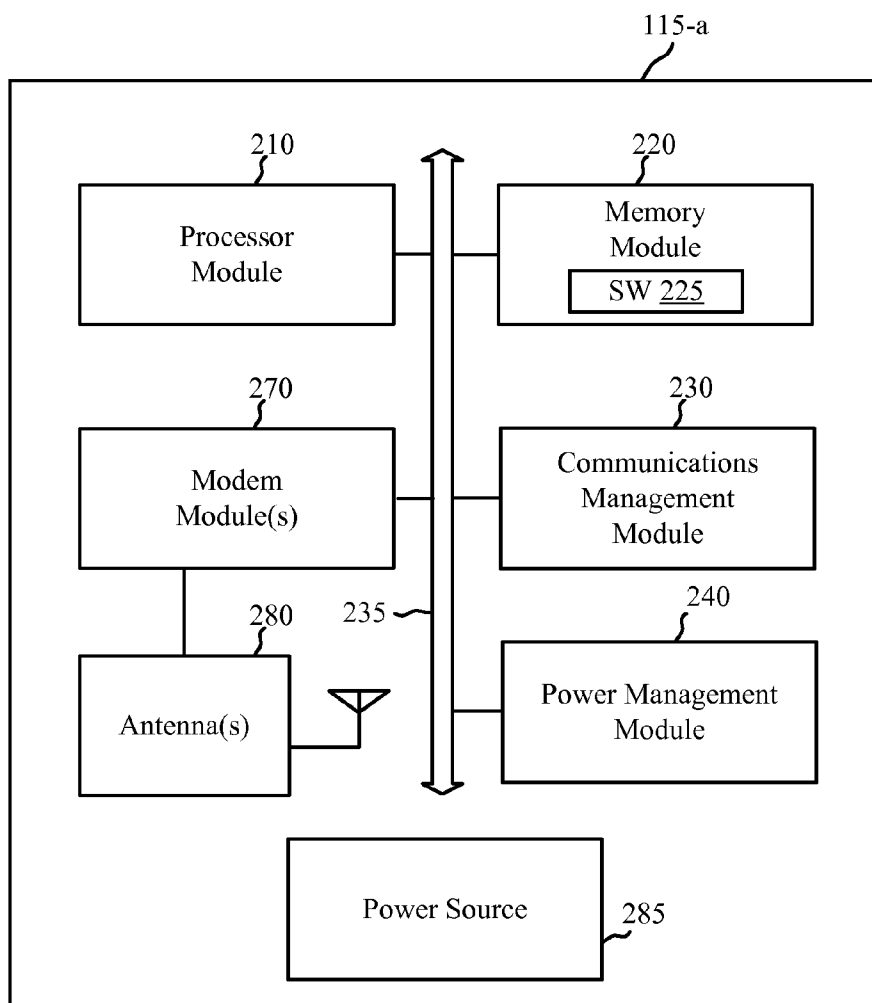 115-a
210
Processor
Module
220
Memory
Module
SW 225
270
Modem
Module(s)
230
Communications
Management
Module
235
280
Antenna(s)
240
Power Management
Module
Power Source
285